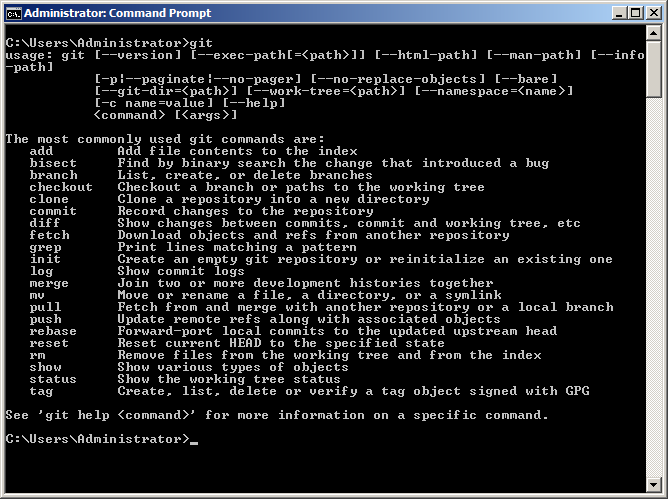 Administrator: Command Prompt
C:\Users\Administrator>git
usage: git [--version] [--exec-path[=<path>]] [--html-path] [--man-path] [--info
-path]
           [-p|--paginate|--no-pager] [--no-replace-objects] [--bare]
           [--git-dir=<path>] [--work-tree=<path>] [--namespace=<name>]
           [-c name=value] [--help]
           <command> [<args>]
The most commonly used git commands are:
   add        Add file contents to the index
   bisect     Find by binary search the change that introduced a bug
   branch     List, create, or delete branches
   checkout   Checkout a branch or paths to the working tree
   clone      Clone a repository into a new directory
   commit     Record changes to the repository
   diff       Show changes between commits, commit and working tree, etc
   fetch      Download objects and refs from another repository
   grep       Print lines matching a pattern
   init       Create an empty git repository or reinitialize an existing one
   log        Show commit logs
   merge      Join two or more development histories together
   mv         Move or rename a file, a directory, or a symlink
   pull       Fetch from and merge with another repository or a local branch
   push       Update remote refs along with associated objects
   rebase     Forward-port local commits to the updated upstream head
   reset      Reset current HEAD to the specified state
   rm         Remove files from the working tree and from the index
   show       Show various types of objects
   status     Show the working tree status
   tag        Create, list, delete or verify a tag object signed with GPG
See 'git help <command>' for more information on a specific command.
C:\Users\Administrator>_